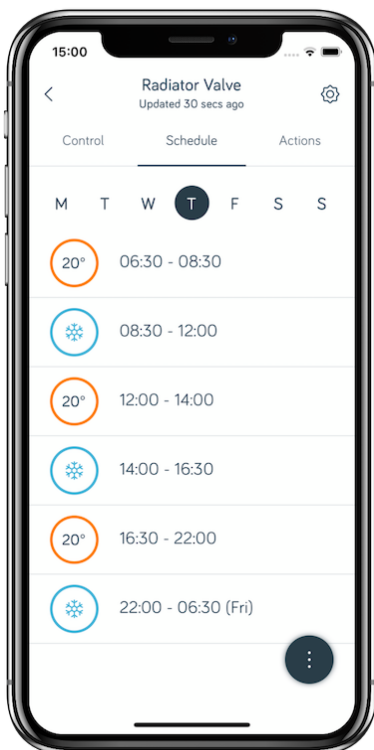 15:00
Radiator Valve
Updated 30 secs ago
Control Schedule Actions
M T W T F S S
20° 06:30 - 08:30
08:30 - 12:00
20° 12:00 - 14:00
14:00 - 16:30
20° 16:30 - 22:00
22:00 - 06:30 (Fri)